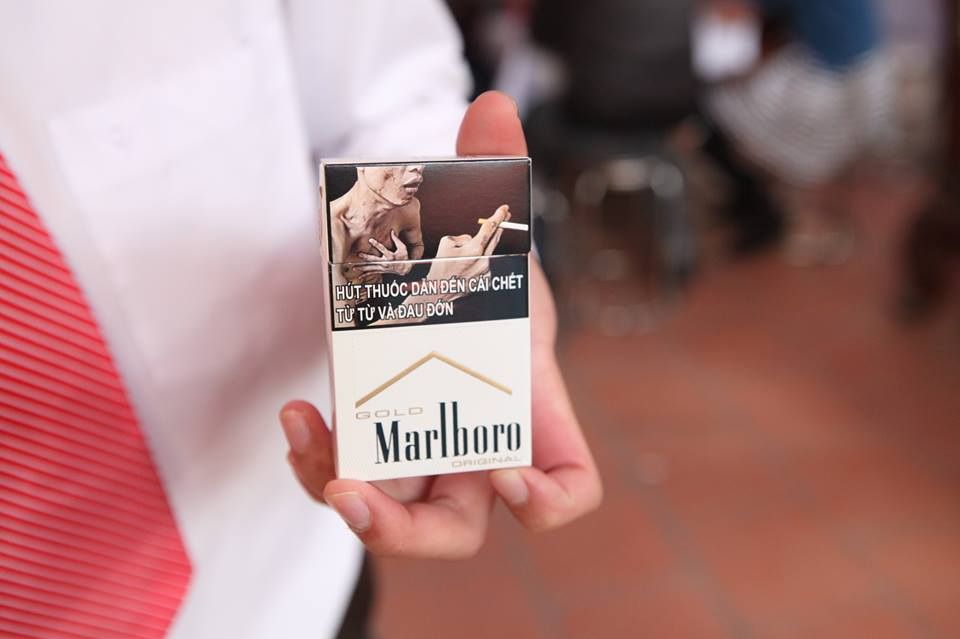 HÚT THUỐC DẪN ĐẾN CÁI CHẾT
TỪ TỪ VÀ ĐAU ĐỚN
GOLD
Marlboro
ORIGINAL